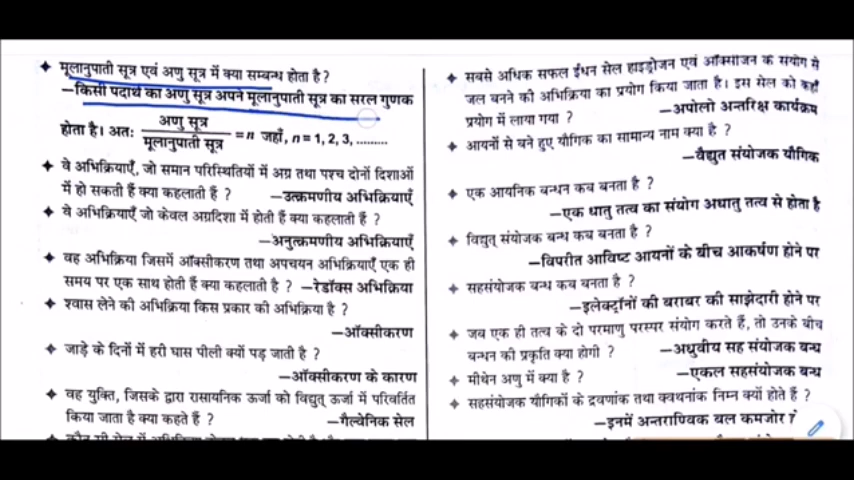 ✦ मूलानुपाती सूत्र एवं अणु सूत्र में क्या सम्बन्ध होता है ?
–किसी पदार्थ का अणु सूत्र अपने मूलानुपाती सूत्र का सरल गुणक
होता है। अतः अणु सूत्र / मूलानुपाती सूत्र = n जहाँ, n = 1, 2, 3, .........
✦ वे अभिक्रियाएँ, जो समान परिस्थितियों में अग्र तथा पश्च दोनों दिशाओं
में हो सकती हैं क्या कहलाती हैं ? –उत्क्रमणीय अभिक्रियाएँ
✦ वे अभिक्रियाएँ जो केवल अग्रदिशा में होती हैं क्या कहलाती हैं ?
–अनुत्क्रमणीय अभिक्रियाएँ
✦ वह अभिक्रिया जिसमें ऑक्सीकरण तथा अपचयन अभिक्रियाएँ एक ही
समय पर एक साथ होती हैं क्या कहलाती है ? –रेडॉक्स अभिक्रिया
✦ श्वास लेने की अभिक्रिया किस प्रकार की अभिक्रिया है ?
–ऑक्सीकरण
✦ जाड़े के दिनों में हरी घास पीली क्यों पड़ जाती है ?
–ऑक्सीकरण के कारण
✦ वह युक्ति, जिसके द्वारा रासायनिक ऊर्जा को विद्युत् ऊर्जा में परिवर्तित
किया जाता है क्या कहते हैं ? –गैल्वेनिक सेल
✦ सबसे अधिक सफल ईंधन सेल हाइड्रोजन एवं ऑक्सीजन के संयोग से
जल बनने की अभिक्रिया का प्रयोग किया जाता है। इस सेल को कहाँ
प्रयोग में लाया गया ? –अपोलो अन्तरिक्ष कार्यक्रम
✦ आयनों से बने हुए यौगिक का सामान्य नाम क्या है ?
–वैद्युत संयोजक यौगिक
✦ एक आयनिक बन्धन कब बनता है ?
–एक धातु तत्व का संयोग अधातु तत्व से होता है
✦ विद्युत् संयोजक बन्ध कब बनता है ?
–विपरीत आविष्ट आयनों के बीच आकर्षण होने पर
✦ सहसंयोजक बन्ध कब बनता है ?
–इलेक्ट्रॉनों की बराबर की साझेदारी होने पर
✦ जब एक ही तत्व के दो परमाणु परस्पर संयोग करते हैं, तो उनके बीच
बन्धन की प्रकृति क्या होगी ? –अधुवीय सह संयोजक बन्ध
✦ मीथेन अणु में क्या है ? –एकल सहसंयोजक बन्ध
✦ सहसंयोजक यौगिकों के द्रवणांक तथा क्वथनांक निम्न क्यों होते हैं ?
–इनमें अन्तराण्विक बल कमजोर